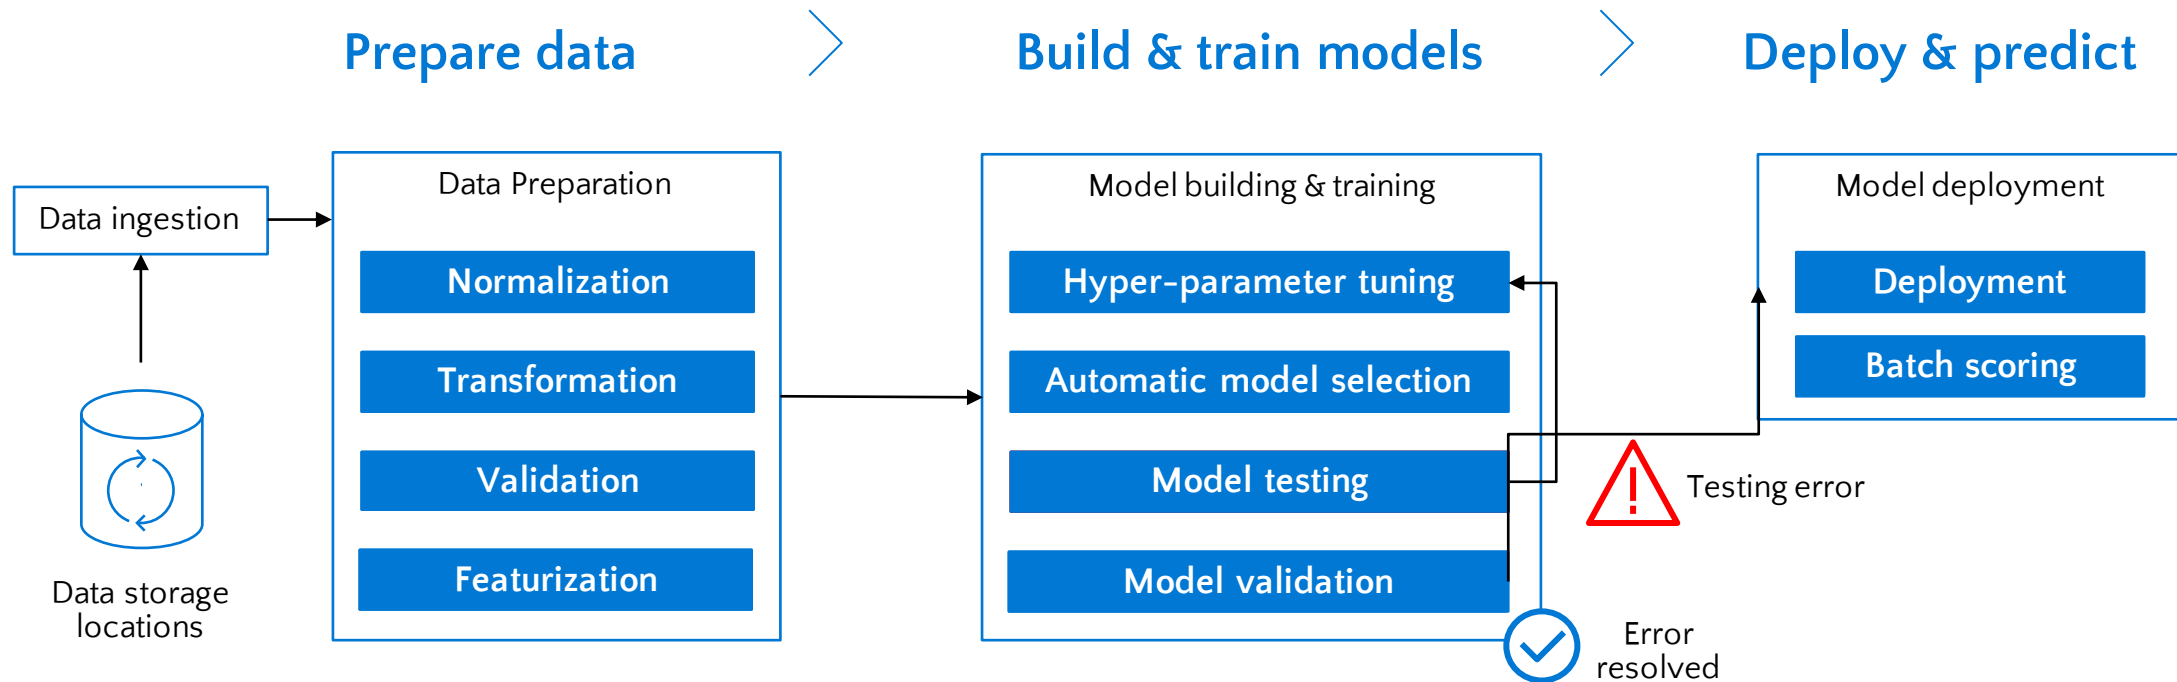 Prepare data
Build & train models
Deploy & predict
Data ingestion
Data storage
locations
Data Preparation
Normalization
Transformation
Validation
Featurization
Model building & training
Hyper-parameter tuning
Automatic model selection
Model testing
Model validation
Testing error
Error
resolved
Model deployment
Deployment
Batch scoring